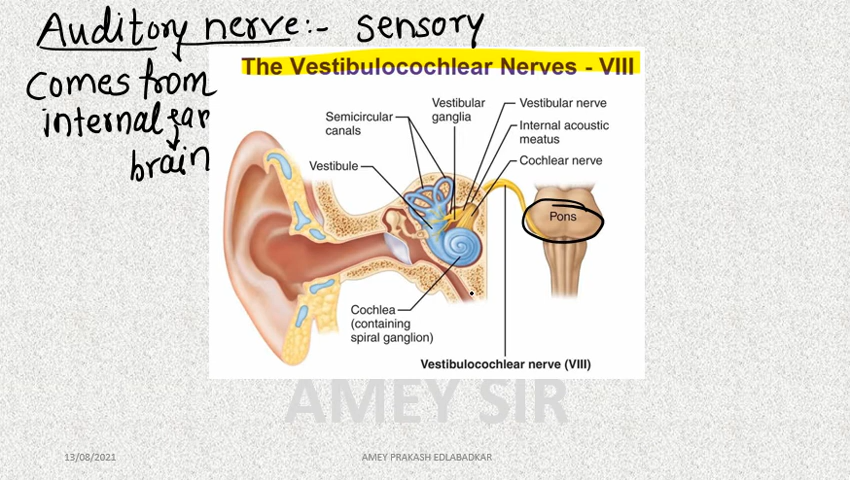 Auditory nerve:- sensory
comes from
internal ear
brain
The Vestibulocochlear Nerves - VIII
Semicircular
canals
Vestibular
ganglia
Vestibular nerve
Internal acoustic
meatus
Cochlear nerve
Vestibule
Pons
Cochlea
(containing
spiral ganglion)
Vestibulocochlear nerve (VIII)
AMEY SIR
13/08/2021
AMEY PRAKASH EDLABADKAR